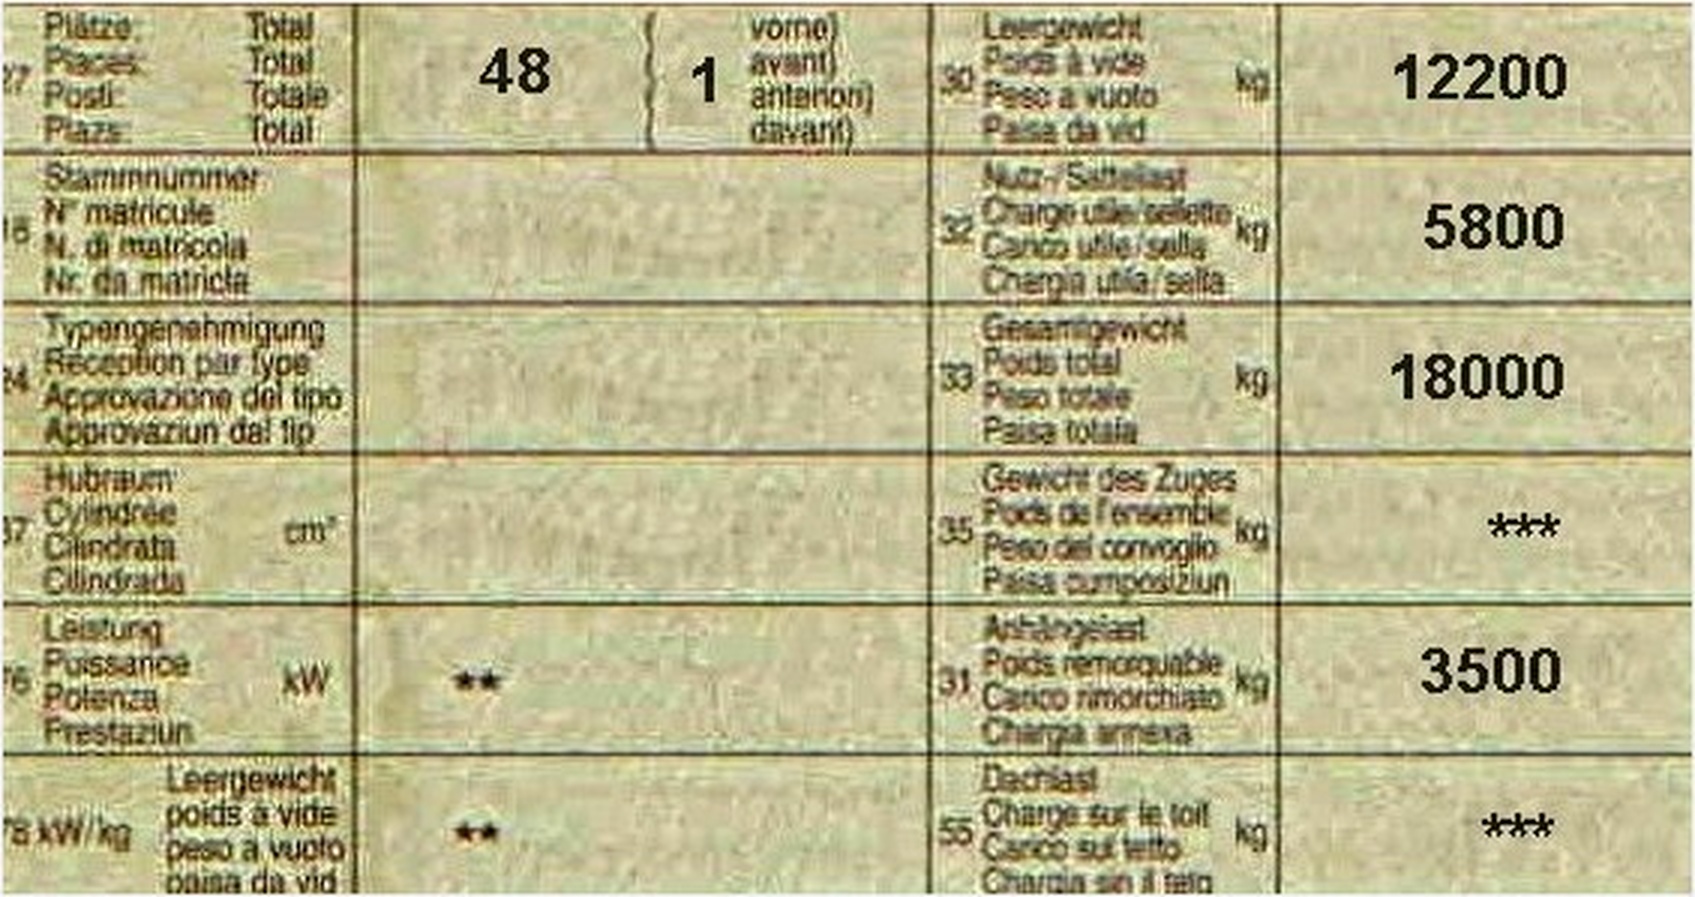 27 Plätze: Total 48 ( 1 vorne) 30 Leergewicht kg 12200
Places: Total avant) Poids à vide
Posti: Totale anteriori) Peso a vuoto
Plazs: Total davant) Paisa da vid
Stammnummer 32 Nutz-/Sattellast kg 5800
N° matricule Charge utile/sellette
N. di matricola Carico utile/sella
Nr. da matricla Chargia utila/sella
24 Typengenehmigung 33 Gesamtgewicht kg 18000
Réception par type Poids total
Approvazione del tipo Peso totale
Approvaziun dal tip Paisa totala
37 Hubraum cm³ 35 Gewicht des Zuges kg ***
Cylindrée Poids de l'ensemble
Cilindrata Peso del convoglio
Cilindrada Paisa cumposiziun
76 Leistung kW ** 31 Anhängelast kg 3500
Puissance Poids remorquable
Potenza Carico rimorchiato
Prestaziun Chargia annexa
78 kW/kg Leergewicht ** 55 Dachlast kg ***
poids à vide Charge sur le toit
peso a vuoto Carico sul tetto
paisa da vid Chargia sin il tetg